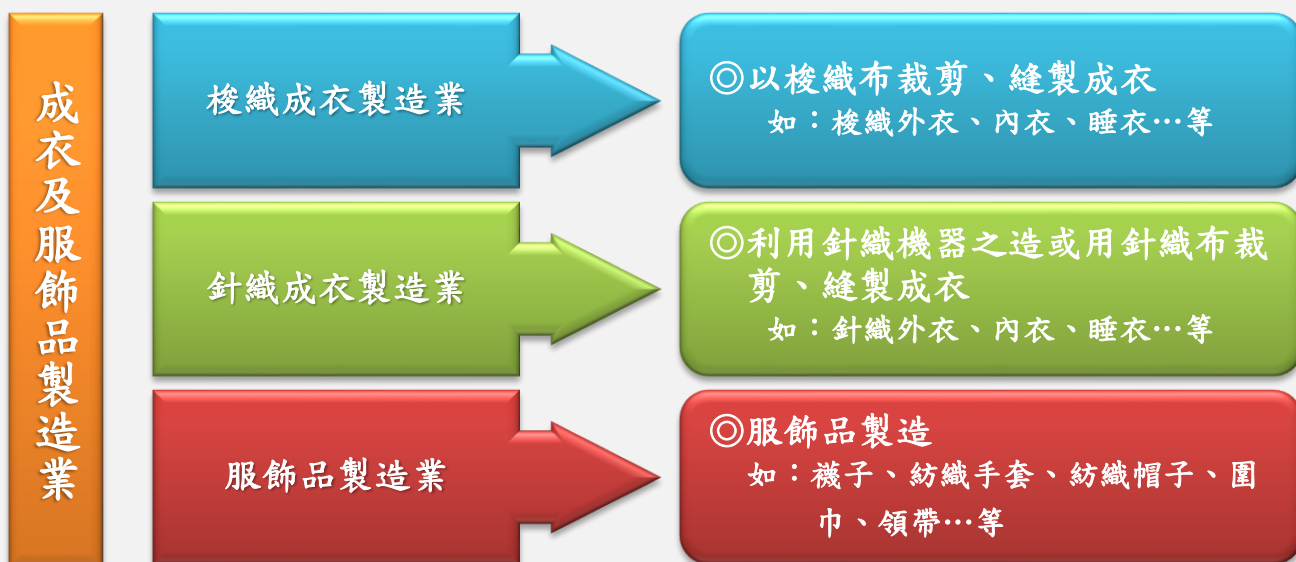 成衣及服飾品製造業
梭織成衣製造業
◎以梭織布裁剪、縫製成衣
如：梭織外衣、內衣、睡衣…等
針織成衣製造業
◎利用針織機器之造或用針織布裁
剪、縫製成衣
如：針織外衣、內衣、睡衣…等
服飾品製造業
◎服飾品製造
如：襪子、紡織手套、紡織帽子、圍
巾、領帶…等